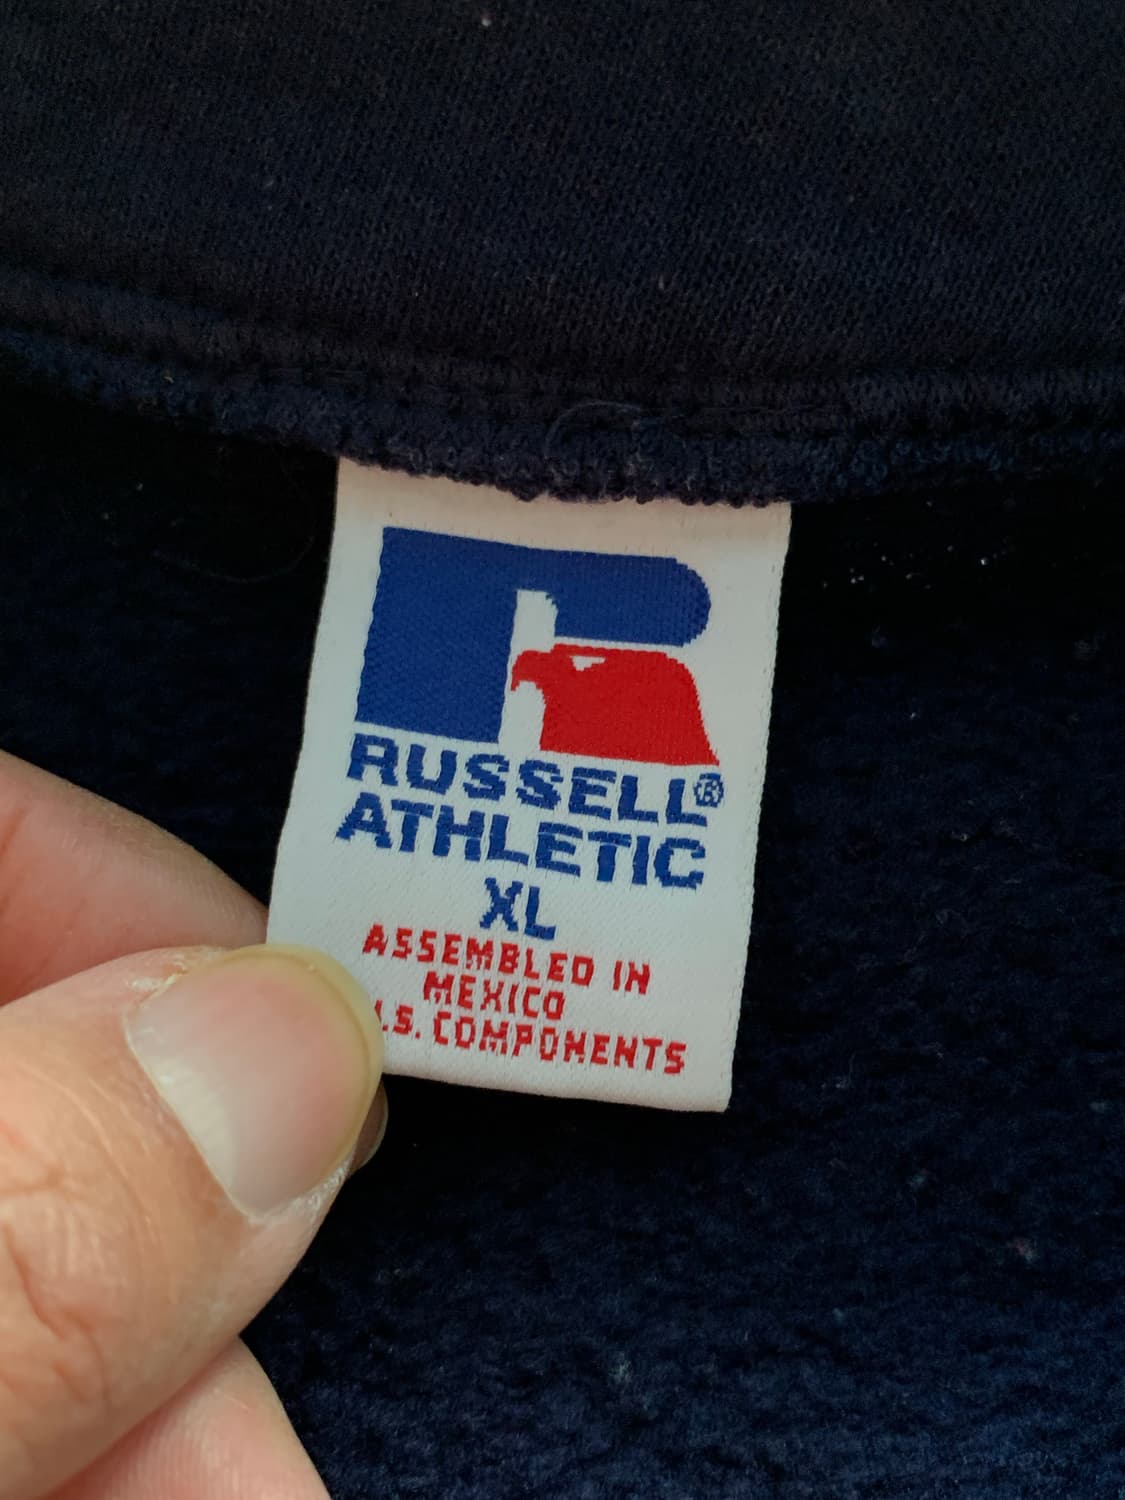 RUSSELL®
ATHLETIC
XL
ASSEMBLED IN
MEXICO
.S. COMPONENTS